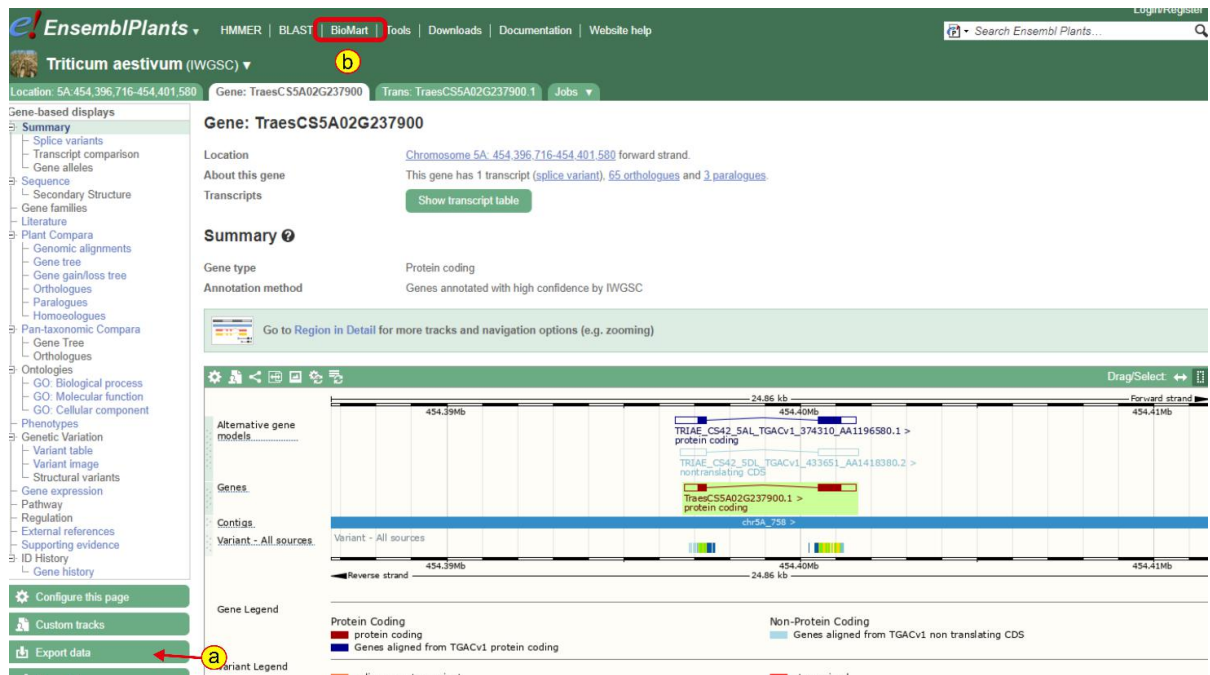 Login/Register
e! EnsemblPlants ▾ HMMER | BLAST | BioMart | Tools | Downloads | Documentation | Website help
Search Ensembl Plants...
b
Triticum aestivum (IWGSC) ▾
Location: 5A:454,396,716-454,401,580 Gene: TraesCS5A02G237900 Trans: TraesCS5A02G237900.1 Jobs ▾
Gene-based displays
Summary
Splice variants
Transcript comparison
Gene alleles
Sequence
Secondary Structure
Gene families
Literature
Plant Compara
Genomic alignments
Gene tree
Gene gain/loss tree
Orthologues
Paralogues
Homoeologues
Pan-taxonomic Compara
Gene Tree
Orthologues
Ontologies
GO: Biological process
GO: Molecular function
GO: Cellular component
Phenotypes
Genetic Variation
Variant table
Variant image
Structural variants
Gene expression
Pathway
Regulation
External references
Supporting evidence
ID History
Gene history
Configure this page
Custom tracks
Export data
a
Gene: TraesCS5A02G237900
Location Chromosome 5A: 454,396,716-454,401,580 forward strand.
About this gene This gene has 1 transcript (splice variant), 65 orthologues and 3 paralogues.
Transcripts Show transcript table
Summary
Gene type Protein coding
Annotation method Genes annotated with high confidence by IWGSC
Go to Region in Detail for more tracks and navigation options (e.g. zooming)
Drag/Select:
24.86 kb Forward strand
454.39Mb 454.40Mb 454.41Mb
Alternative gene models
TRIAE_CS42_5AL_TGACv1_374310_AA1196580.1 >
protein coding
TRIAE_CS42_5DL_TGACv1_433651_AA1418380.2 >
nontranslating CDS
Genes
TraesCS5A02G237900.1 >
protein coding
Contigs chr5A_758 >
Variant - All sources Variant - All sources
454.39Mb 454.40Mb 454.41Mb
Reverse strand 24.86 kb
Gene Legend
Protein Coding Non-Protein Coding
protein coding Genes aligned from TGACv1 non translating CDS
Genes aligned from TGACv1 protein coding
Variant Legend